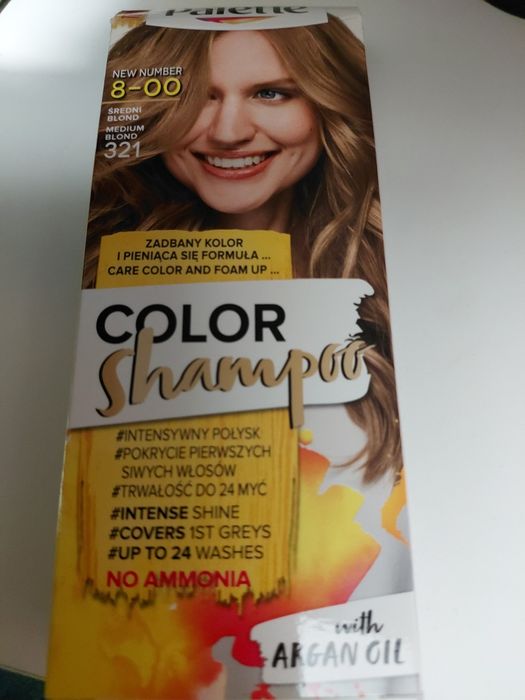 Palette
NEW NUMBER
8-00
ŚREDNI
BLOND
MEDIUM
BLOND
321
ZADBANY KOLOR
I PIENIĄCA SIĘ FORMUŁA ...
CARE COLOR AND FOAM UP ...
COLOR
Shampoo
#INTENSYWNY POŁYSK
#POKRYCIE PIERWSZYCH
SIWYCH WŁOSÓW
#TRWAŁOŚĆ DO 24 MYĆ
#INTENSE SHINE
#COVERS 1ST GREYS
#UP TO 24 WASHES
NO AMMONIA
with
ARGAN OIL